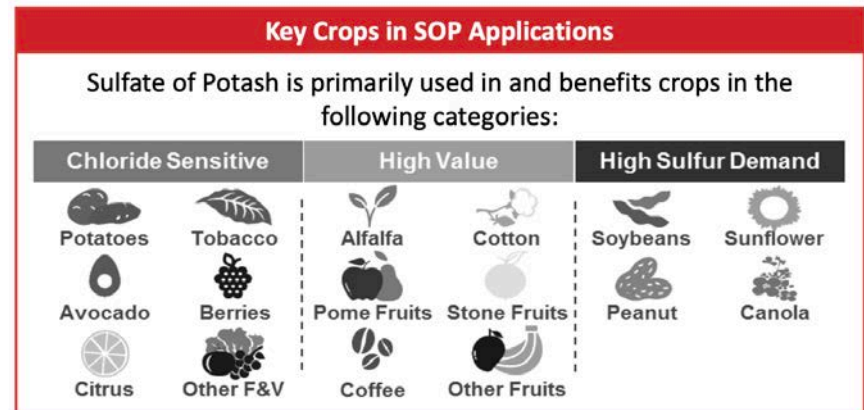 Key Crops in SOP Applications
Sulfate of Potash is primarily used in and benefits crops in the
following categories:
Chloride Sensitive High Value High Sulfur Demand
Potatoes Tobacco Alfalfa Cotton Soybeans Sunflower
Avocado Berries Pome Fruits Stone Fruits Peanut Canola
Citrus Other F&V Coffee Other Fruits